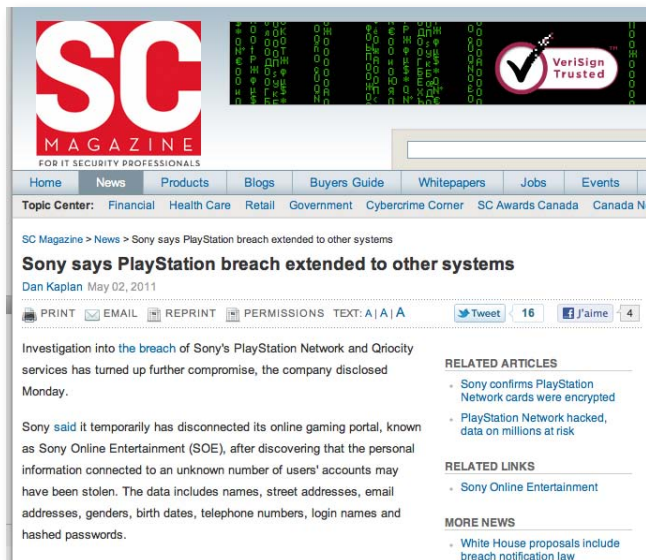 SC
MAGAZINE
FOR IT SECURITY PROFESSIONALS
VeriSign
Trusted
Home News Products Blogs Buyers Guide Whitepapers Jobs Events
Topic Center: Financial Health Care Retail Government Cybercrime Corner SC Awards Canada Canada
SC Magazine > News > Sony says PlayStation breach extended to other systems
Sony says PlayStation breach extended to other systems
Dan Kaplan May 02, 2011
PRINT EMAIL REPRINT PERMISSIONS TEXT: A | A | A Tweet 16 J'aime 4
Investigation into the breach of Sony's PlayStation Network and Qriocity
services has turned up further compromise, the company disclosed
Monday.
Sony said it temporarily has disconnected its online gaming portal, known
as Sony Online Entertainment (SOE), after discovering that the personal
information connected to an unknown number of users' accounts may
have been stolen. The data includes names, street addresses, email
addresses, genders, birth dates, telephone numbers, login names and
hashed passwords.
RELATED ARTICLES
Sony confirms PlayStation
Network cards were encrypted
PlayStation Network hacked,
data on millions at risk
RELATED LINKS
Sony Online Entertainment
MORE NEWS
White House proposals include
breach notification law